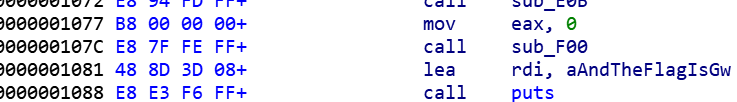 0000001072 E8 94 FD FF+ call sub_E0B
0000001077 B8 00 00 00+ mov eax, 0
000000107C E8 7F FE FF+ call sub_F00
0000001081 48 8D 3D 08+ lea rdi, aAndTheFlagIsGw
0000001088 E8 E3 F6 FF+ call puts